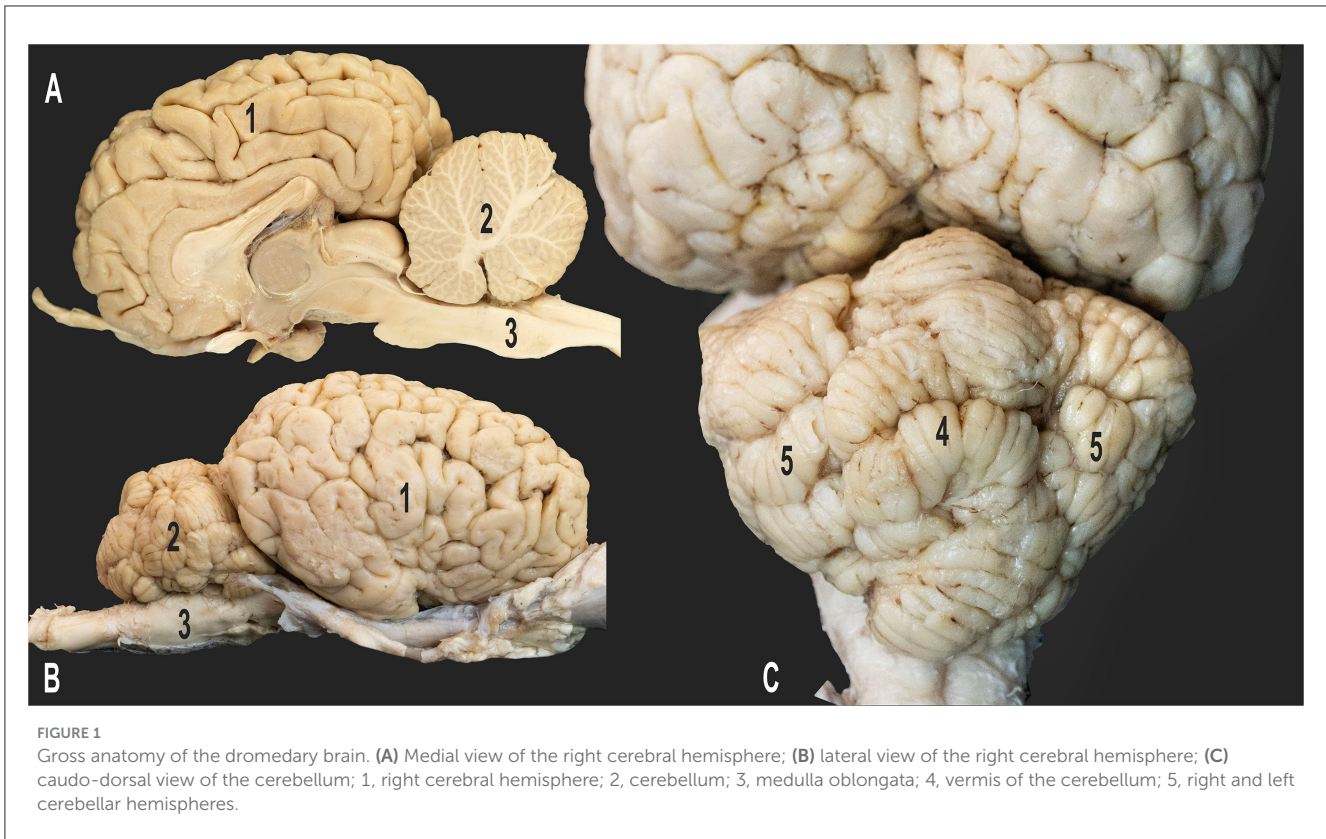 A
1
2
3
1
2
3
B
4
5
5
C
FIGURE 1
Gross anatomy of the dromedary brain. (A) Medial view of the right cerebral hemisphere; (B) lateral view of the right cerebral hemisphere; (C)
caudo-dorsal view of the cerebellum; 1, right cerebral hemisphere; 2, cerebellum; 3, medulla oblongata; 4, vermis of the cerebellum; 5, right and left
cerebellar hemispheres.